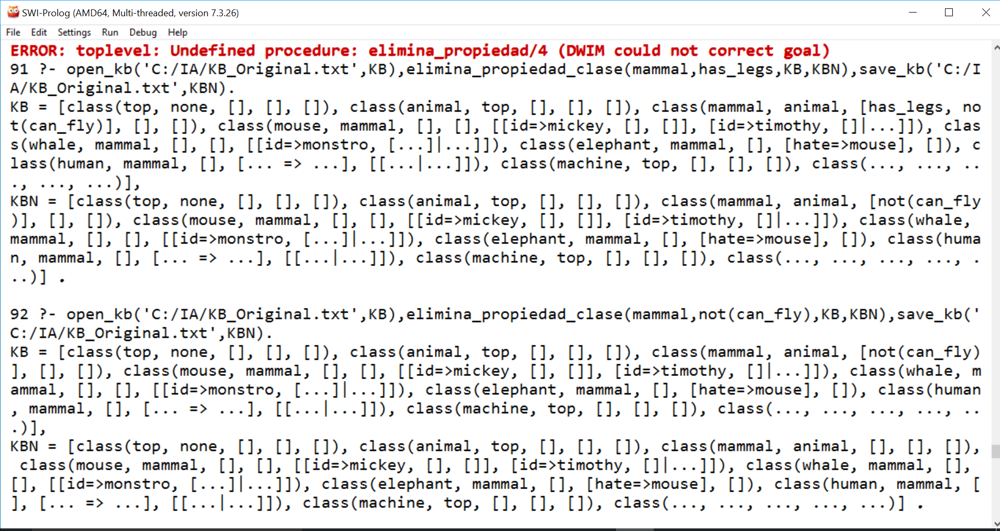 SWI-Prolog (AMD64, Multi-threaded, version 7.3.26)
File Edit Settings Run Debug Help
ERROR: toplevel: Undefined procedure: elimina_propiedad/4 (DWIM could not correct goal)
91 ?- open_kb('C:/IA/KB_Original.txt',KB),elimina_propiedad_clase(mammal,has_legs,KB,KBN),save_kb('C:/I
A/KB_Original.txt',KBN).
KB = [class(top, none, [], [], []), class(animal, top, [], [], []), class(mammal, animal, [has_legs, no
t(can_fly)], [], []), class(mouse, mammal, [], [], [[id=>mickey, [], []], [id=>timothy, []|...]]), clas
s(whale, mammal, [], [], [[id=>monstro, [...]|...]]), class(elephant, mammal, [], [hate=>mouse], []), c
lass(human, mammal, [], [... => ...], [[...|...]]), class(machine, top, [], [], []), class(..., ..., ..
., ..., ...)],
KBN = [class(top, none, [], [], []), class(animal, top, [], [], []), class(mammal, animal, [not(can_fly
)], [], []), class(mouse, mammal, [], [], [[id=>mickey, [], []], [id=>timothy, []|...]]), class(whale,
mammal, [], [], [[id=>monstro, [...]|...]]), class(elephant, mammal, [], [hate=>mouse], []), class(huma
n, mammal, [], [... => ...], [[...|...]]), class(machine, top, [], [], []), class(..., ..., ..., ..., .
..)] .
92 ?- open_kb('C:/IA/KB_Original.txt',KB),elimina_propiedad_clase(mammal,not(can_fly),KB,KBN),save_kb('
C:/IA/KB_Original.txt',KBN).
KB = [class(top, none, [], [], []), class(animal, top, [], [], []), class(mammal, animal, [not(can_fly)
], [], []), class(mouse, mammal, [], [], [[id=>mickey, [], []], [id=>timothy, []|...]]), class(whale, m
ammal, [], [], [[id=>monstro, [...]|...]]), class(elephant, mammal, [], [hate=>mouse], []), class(human
, mammal, [], [... => ...], [[...|...]]), class(machine, top, [], [], []), class(..., ..., ..., ..., ..
.)],
KBN = [class(top, none, [], [], []), class(animal, top, [], [], []), class(mammal, animal, [], [], []),
class(mouse, mammal, [], [], [[id=>mickey, [], []], [id=>timothy, []|...]]), class(whale, mammal, [],
[], [[id=>monstro, [...]|...]]), class(elephant, mammal, [], [hate=>mouse], []), class(human, mammal, [
], [... => ...], [[...|...]]), class(machine, top, [], [], []), class(..., ..., ..., ..., ...)] .